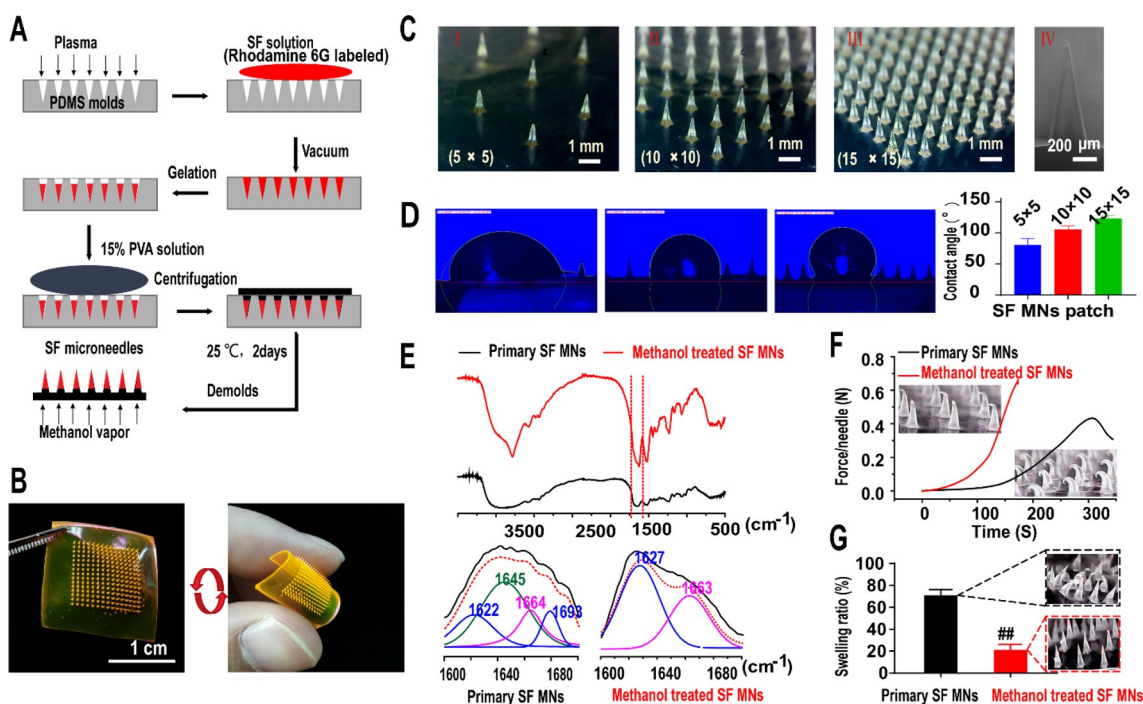 A
Plasma
PDMS molds
SF solution
(Rhodamine 6G labeled)
Vacuum
Gelation
15% PVA solution
Centrifugation
25 ℃, 2days
SF microneedles
Demolds
Methanol vapor
B
1 cm
C
I
(5 × 5)
1 mm
II
(10 × 10)
1 mm
III
(15 × 15)
1 mm
IV
200 µm
D
Contact angle (°)
150
100
50
0
5×5
10×10
15×15
SF MNs patch
E
Primary SF MNs
Methanol treated SF MNs
3500 2500 1500 500 (cm⁻¹)
1622
1645
1664
1693
1627
1663
1600 1640 1680
1600 1640 1680 (cm⁻¹)
Primary SF MNs
Methanol treated SF MNs
F
Primary SF MNs
Methanol treated SF MNs
Force/needle (N)
0.8
0.6
0.4
0.2
0.0
0 100 200 300
Time (S)
G
Swelling ratio (%)
100
80
60
40
20
0
##
Primary SF MNs
Methanol treated SF MNs